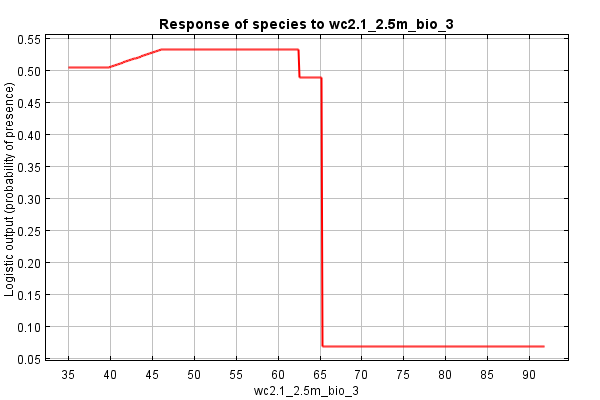 Response of species to wc2.1_2.5m_bio_3
Logistic output (probability of presence)
0.55
0.50
0.45
0.40
0.35
0.30
0.25
0.20
0.15
0.10
0.05
35 40 45 50 55 60 65 70 75 80 85 90
wc2.1_2.5m_bio_3